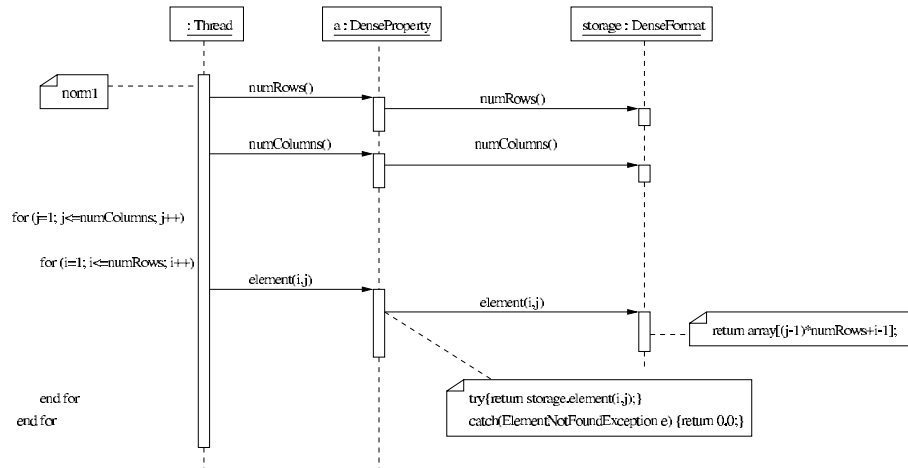 : Thread
a : DenseProperty
storage : DenseFormat
norm1
numRows()
numRows()
numColumns()
numColumns()
for (j=1; j<=numColumns; j++)
for (i=1; i<=numRows; i++)
element(i,j)
element(i,j)
return array[(j-1)*numRows+i-1];
try{return storage.element(i,j);}
catch(ElementNotFoundException e) {return 0.0;}
end for
end for